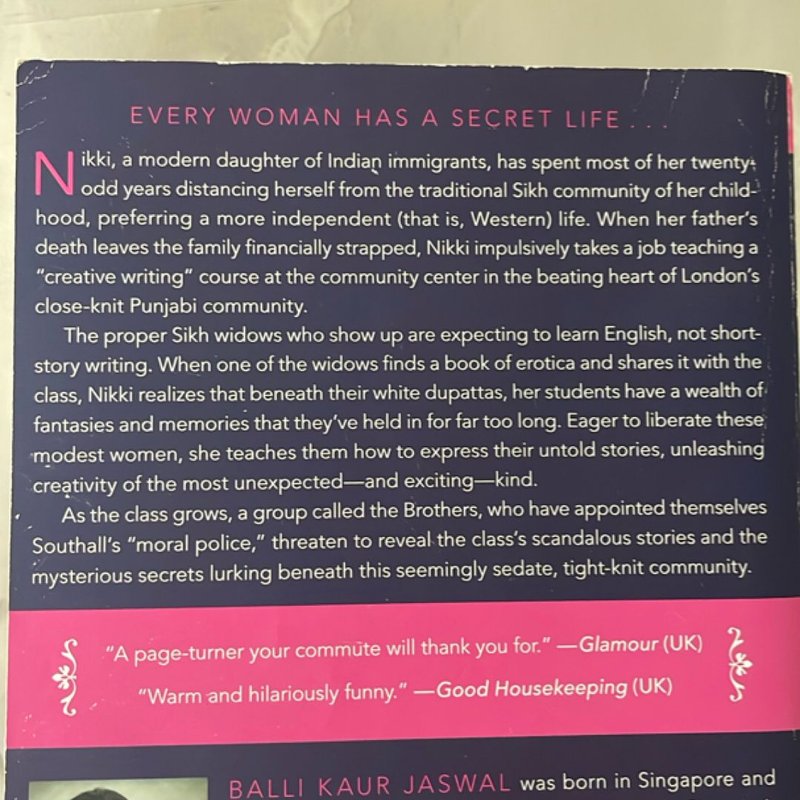 EVERY WOMAN HAS A SECRET LIFE . . .
Nikki, a modern daughter of Indian immigrants, has spent most of her twenty-
odd years distancing herself from the traditional Sikh community of her child-
hood, preferring a more independent (that is, Western) life. When her father's
death leaves the family financially strapped, Nikki impulsively takes a job teaching a
“creative writing” course at the community center in the beating heart of London's
close-knit Punjabi community.
The proper Sikh widows who show up are expecting to learn English, not short-
story writing. When one of the widows finds a book of erotica and shares it with the
class, Nikki realizes that beneath their white dupattas, her students have a wealth of
fantasies and memories that they've held in for far too long. Eager to liberate these
modest women, she teaches them how to express their untold stories, unleashing
creativity of the most unexpected—and exciting—kind.
As the class grows, a group called the Brothers, who have appointed themselves
Southall's “moral police,” threaten to reveal the class's scandalous stories and the
mysterious secrets lurking beneath this seemingly sedate, tight-knit community.
“A page-turner your commute will thank you for.” —Glamour (UK)
“Warm and hilariously funny.” —Good Housekeeping (UK)
BALLI KAUR JASWAL was born in Singapore and